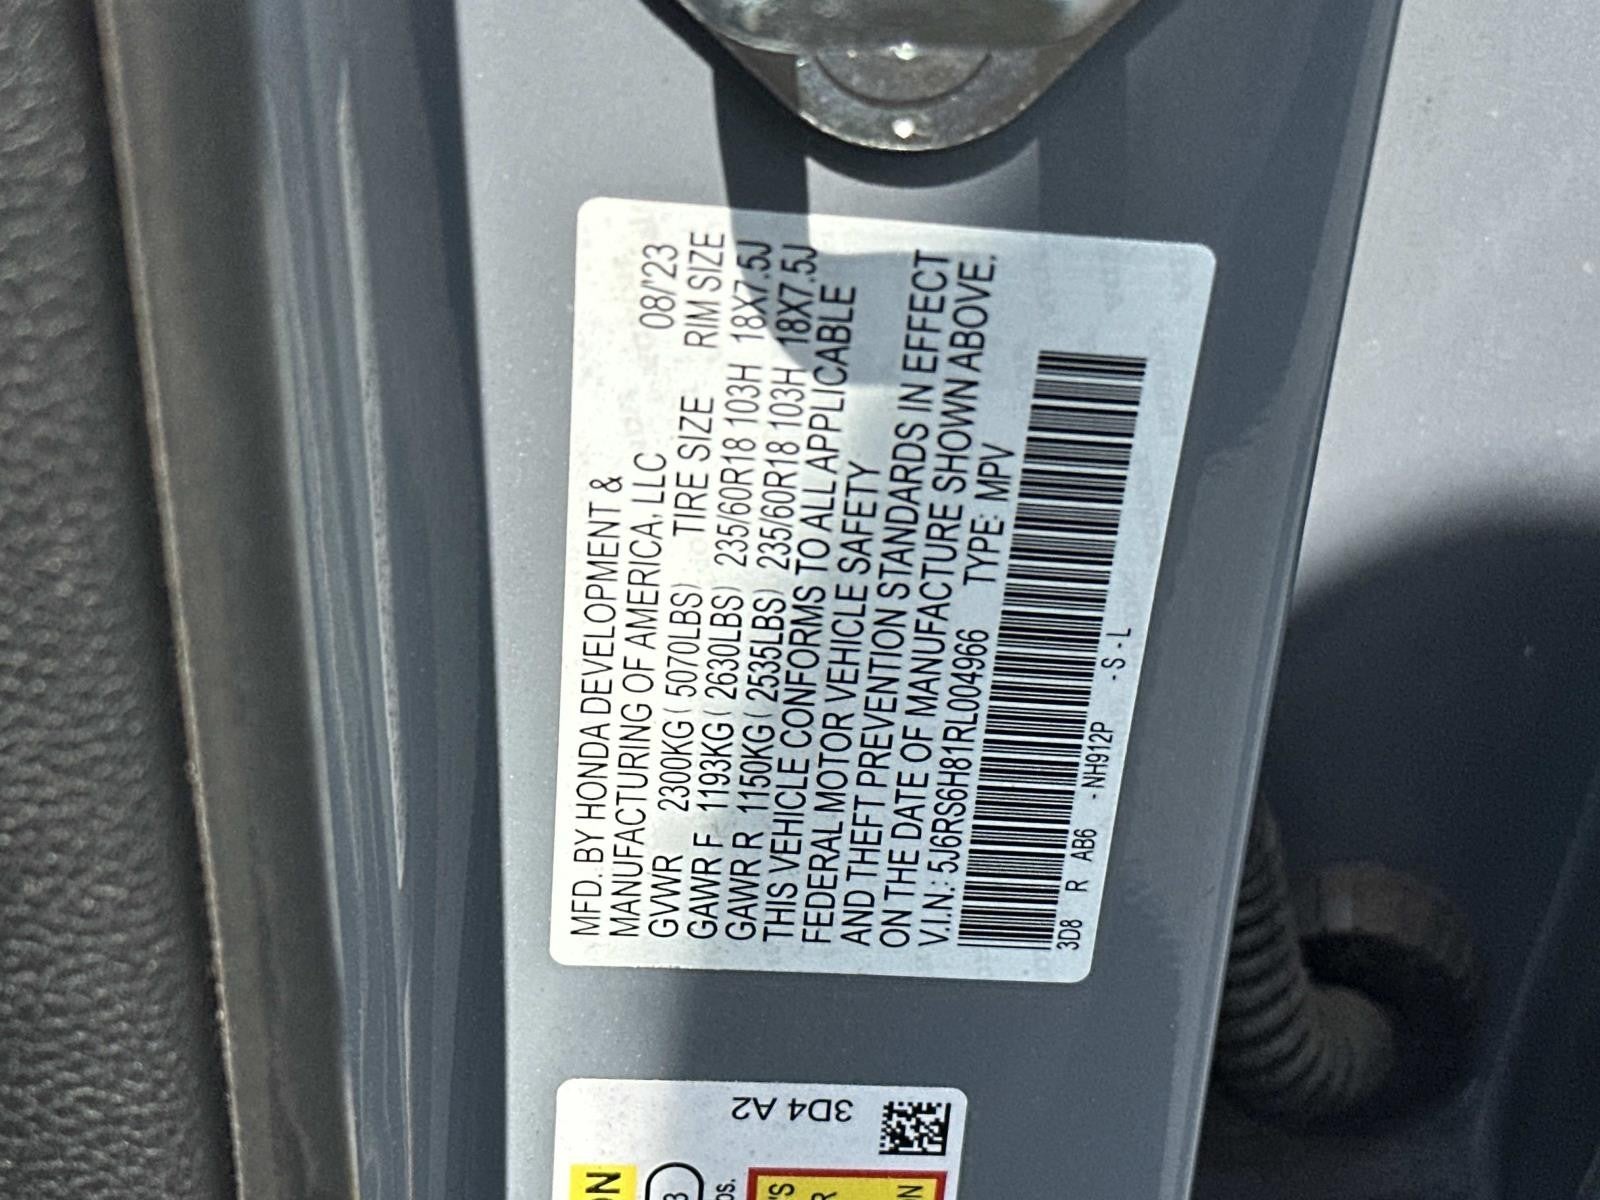 MFD. BY HONDA DEVELOPMENT &
MANUFACTURING OF AMERICA, LLC 08/'23
GVWR 2300KG ( 5070LBS) TIRE SIZE RIM SIZE
GAWR F 1193KG ( 2630LBS) 235/60R18 103H 18X7.5J
GAWR R 1150KG ( 2535LBS) 235/60R18 103H 18X7.5J
THIS VEHICLE CONFORMS TO ALL APPLICABLE
FEDERAL MOTOR VEHICLE SAFETY
AND THEFT PREVENTION STANDARDS IN EFFECT
ON THE DATE OF MANUFACTURE SHOWN ABOVE.
V.I.N.: 5J6RS6H81RL004966 TYPE: MPV
3D8 R AB6 - NH912P - S - L
3D4 A2